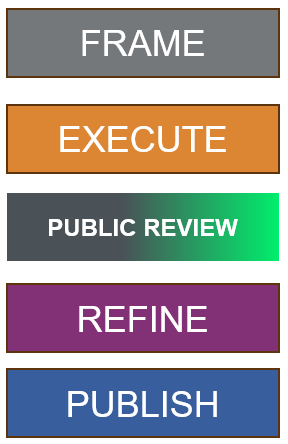 FRAME
EXECUTE
PUBLIC REVIEW
REFINE
PUBLISH